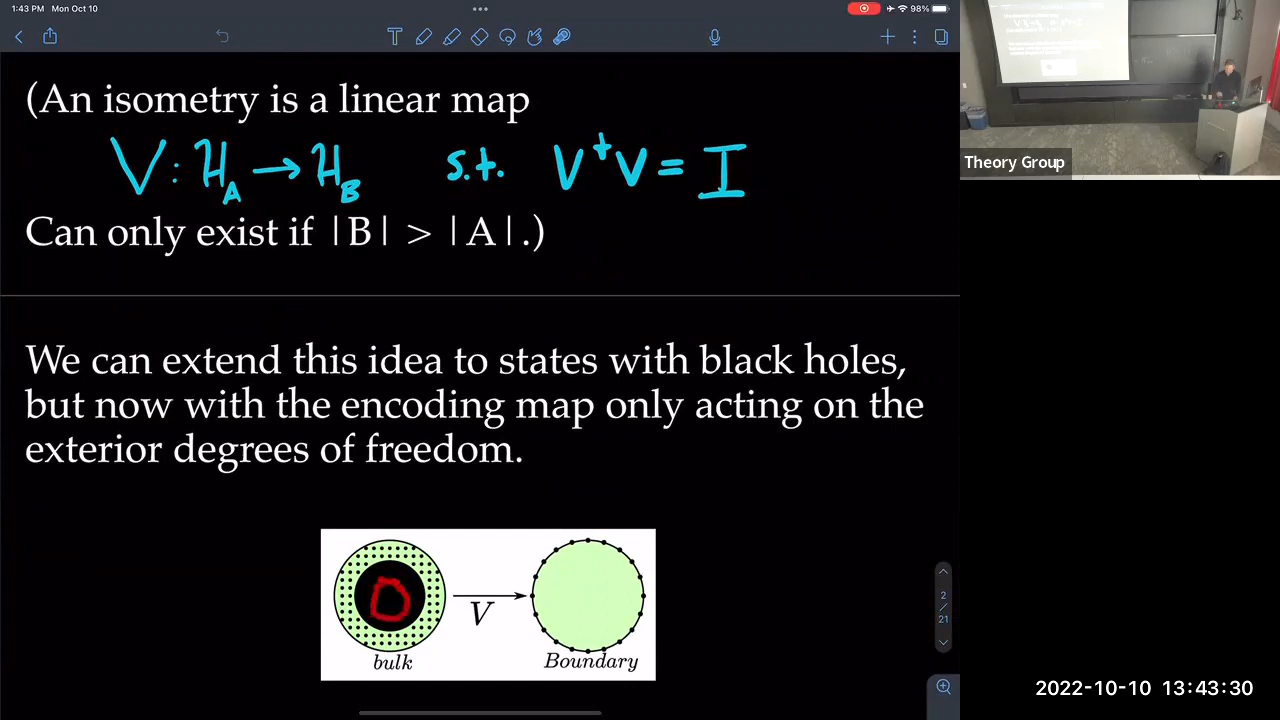 1:43 PM Mon Oct 10
98%
(An isometry is a linear map
V: H_A → H_B s.t. V†V = I
Can only exist if |B| > |A|.)
We can extend this idea to states with black holes,
but now with the encoding map only acting on the
exterior degrees of freedom.
V
bulk
Boundary
2
/
21
Theory Group
2022-10-10 13:43:30